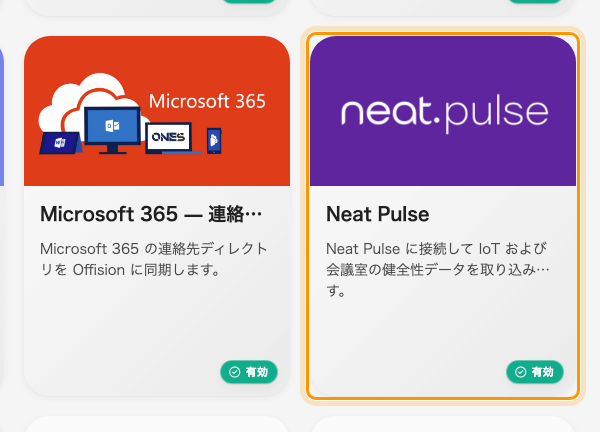 Microsoft 365
ONES
neat.pulse
Microsoft 365 — 連絡…
Microsoft 365 の連絡先ディレクト
リを Offision に同期します。
有効
Neat Pulse
Neat Pulse に接続して IoT および
会議室の健全性データを取り込み…
す。
有効